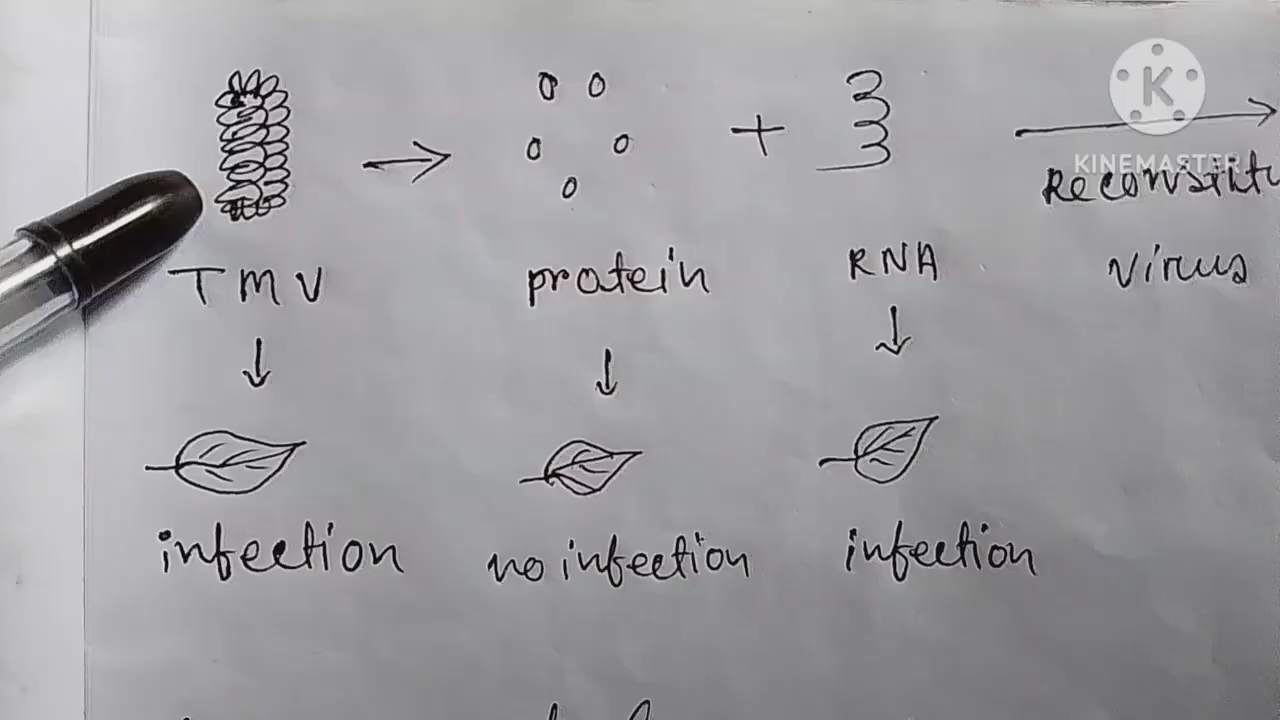 K
KINEMASTER
Reconstitu
TMV protein RNA virus
infection no infection infection